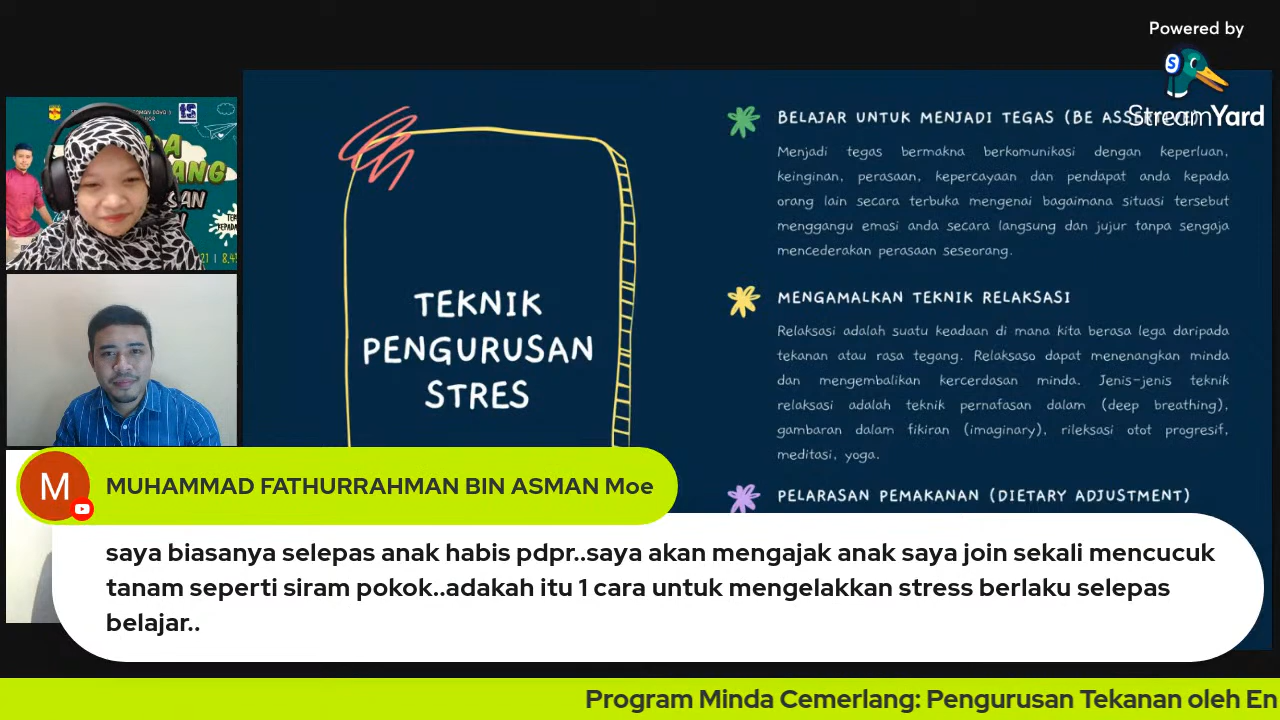 Powered by
StreamYard
BELAJAR UNTUK MENJADI TEGAS (BE
Menjadi tegas bermakna berkomunikasi dengan keperluan,
keinginan, perasaan, kepercayaan dan pendapat anda kepada
orang lain secara terbuka mengenai bagaimana situasi tersebut
menggangu emosi anda secara langsung dan jujur tanpa sengaja
mencederakan perasaan seseorang.
TEKNIK
PENGURUSAN
STRES
MENGAMALKAN TEKNIK RELAKSASI
Relaksasi adalah suatu keadaan di mana kita berasa lega daripada
tekanan atau rasa tegang. Relaksaso dapat menenangkan minda
dan mengembalikan kercerdasan minda. Jenis-jenis teknik
relaksasi adalah teknik pernafasan dalam (deep breathing),
gambaran dalam fikiran (imaginary), rileksasi otot progresif,
meditasi, yoga.
PELARASAN PEMAKANAN (DIETARY ADJUSTMENT)
M
MUHAMMAD FATHURRAHMAN BIN ASMAN Moe
saya biasanya selepas anak habis pdpr..saya akan mengajak anak saya join sekali mencucuk
tanam seperti siram pokok..adakah itu 1 cara untuk mengelakkan stress berlaku selepas
belajar..
Program Minda Cemerlang: Pengurusan Tekanan oleh En